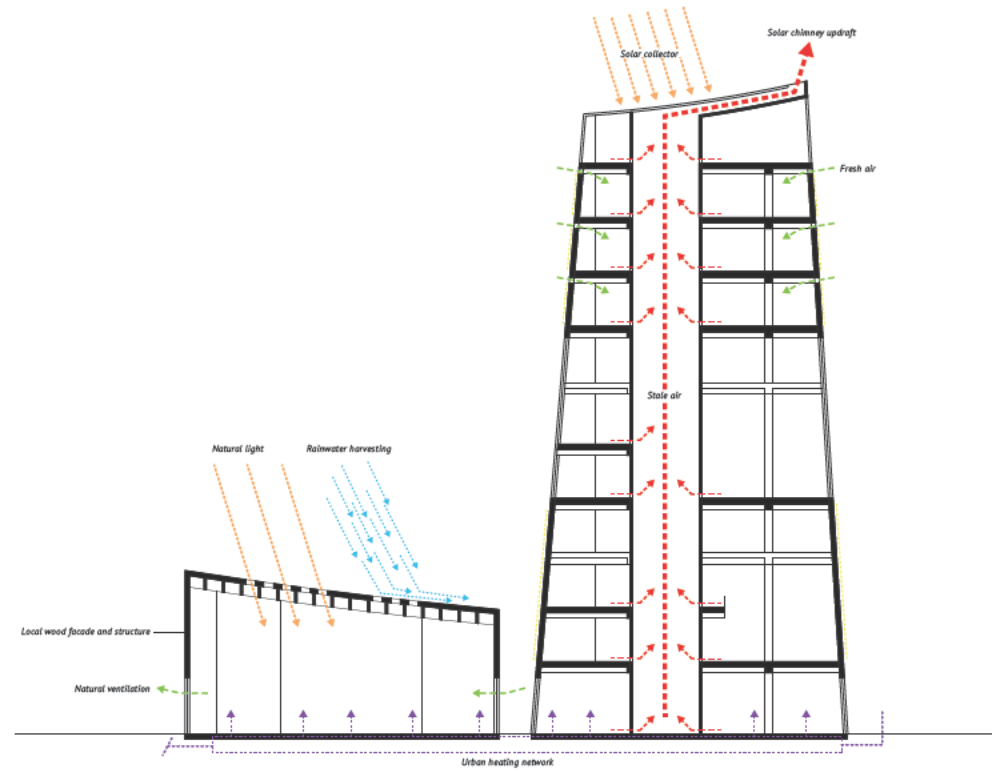 Solar chimney updraft
Solar collector
Fresh air
Stale air
Natural light
Rainwater harvesting
Local wood facade and structure
Natural ventilation
Urban heating network